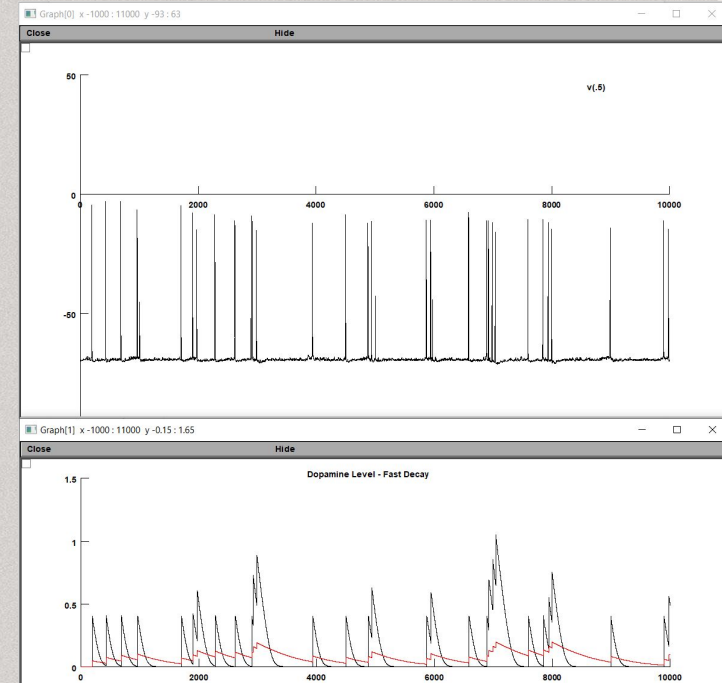 Graph[0] x -1000 : 11000 y -93 : 63
Close Hide
50
v(.5)
0
0 2000 4000 6000 8000 10000
-50
Graph[1] x -1000 : 11000 y -0.15 : 1.65
Close Hide
Dopamine Level - Fast Decay
1.5
1
0.5
0
0 2000 4000 6000 8000 10000